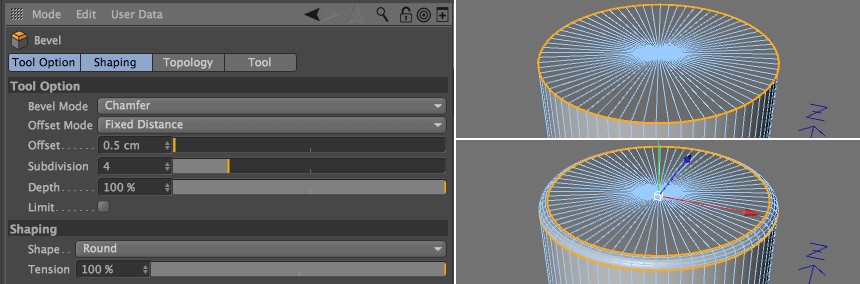 Mode Edit User Data
Bevel
Tool Option Shaping Topology Tool
Tool Option
Bevel Mode Chamfer
Offset Mode Fixed Distance
Offset...... 0.5 cm
Subdivision 4
Depth..... 100 %
Limit.......
Shaping
Shape.. Round
Tension 100 %
Z
Z